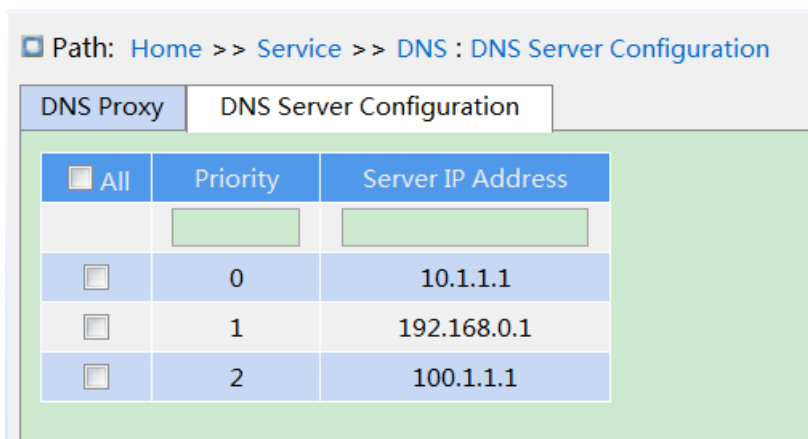 Path: Home >> Service >> DNS : DNS Server Configuration
DNS Proxy DNS Server Configuration
All Priority Server IP Address
0 10.1.1.1
1 192.168.0.1
2 100.1.1.1